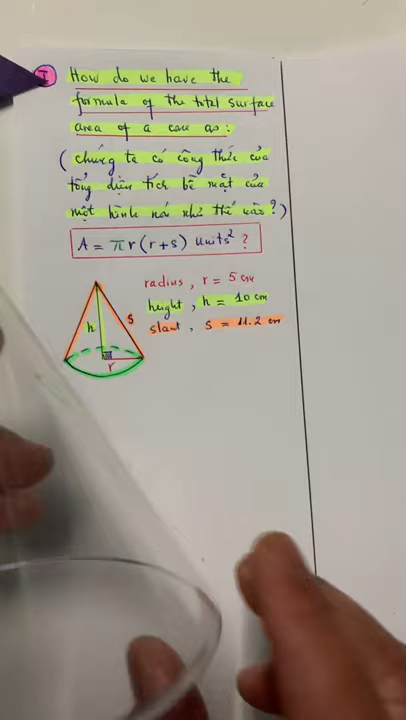 I How do we have the
formula of the total surface
area of a cone as:
(chúng ta có công thức của
tổng diện tích bề mặt của
một hình nón như thế nào?)
A = πr(r+s) units² ?
radius, r = 5 cm
height, h = 10 cm
slant, s = 11.2 cm
h
s
r